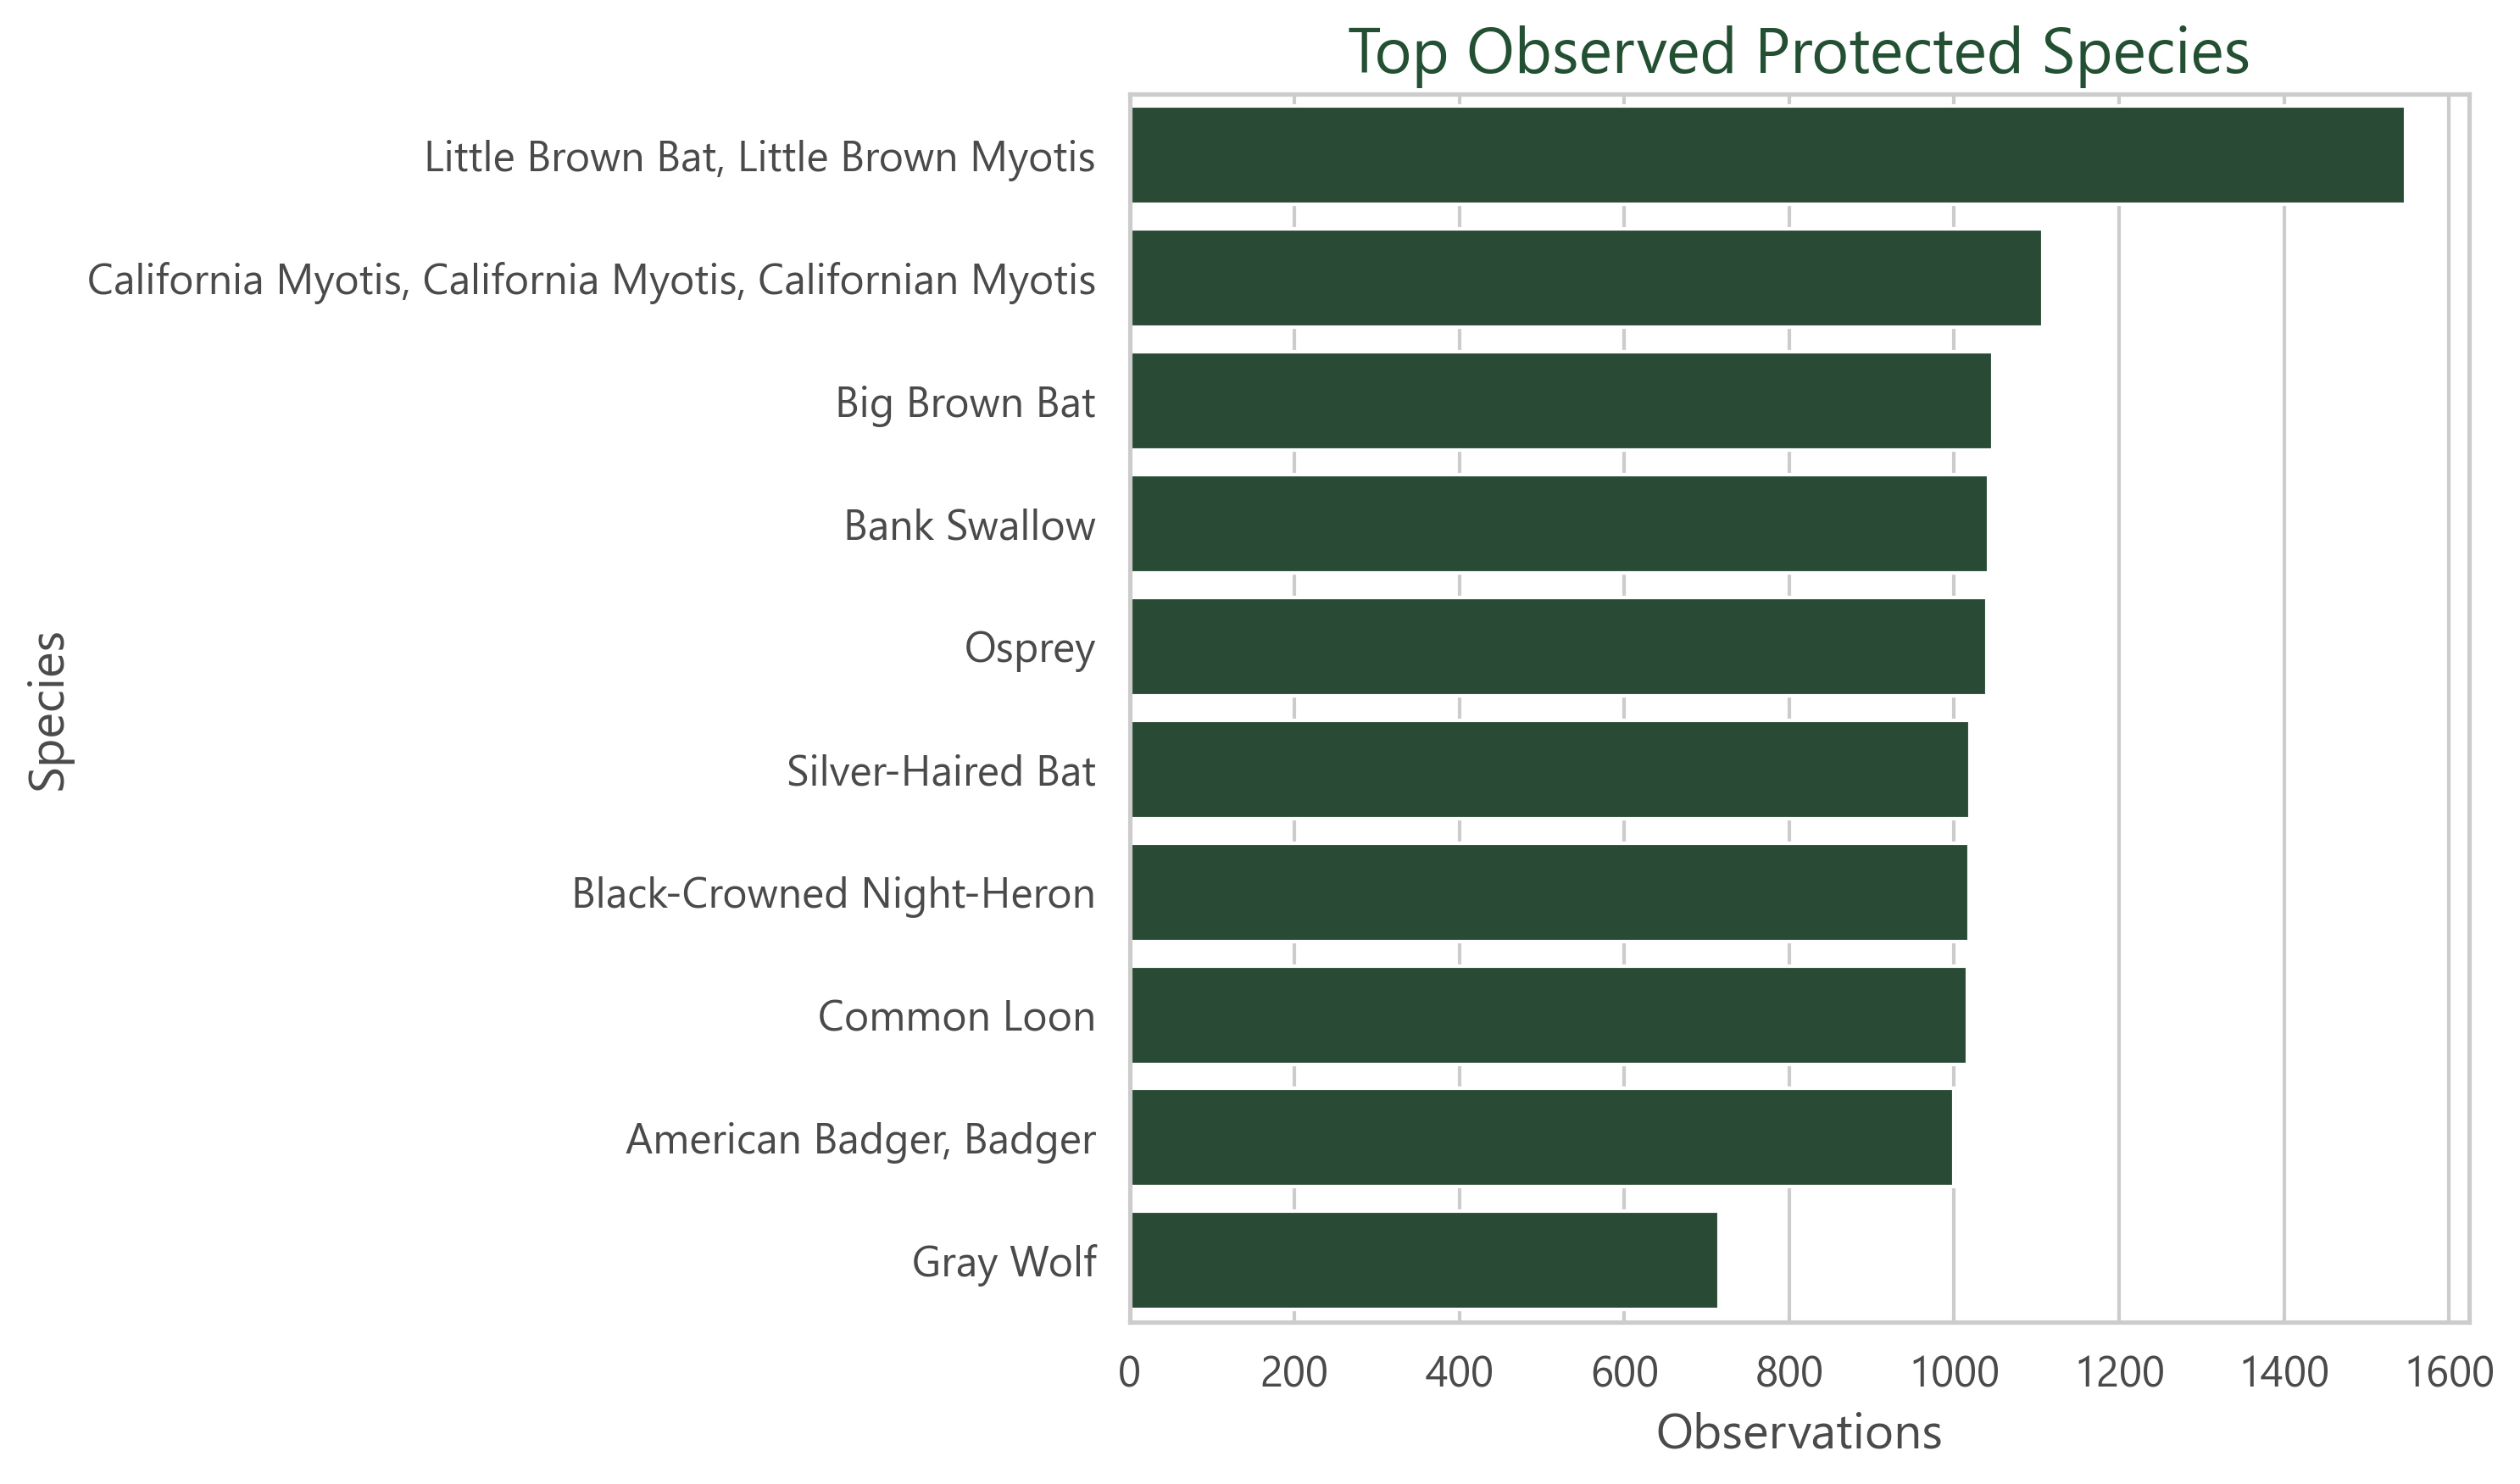 Top Observed Protected Species
Little Brown Bat, Little Brown Myotis
California Myotis, California Myotis, Californian Myotis
Big Brown Bat
Bank Swallow
Osprey
Silver-Haired Bat
Black-Crowned Night-Heron
Common Loon
American Badger, Badger
Gray Wolf
Species
0 200 400 600 800 1000 1200 1400 1600
Observations